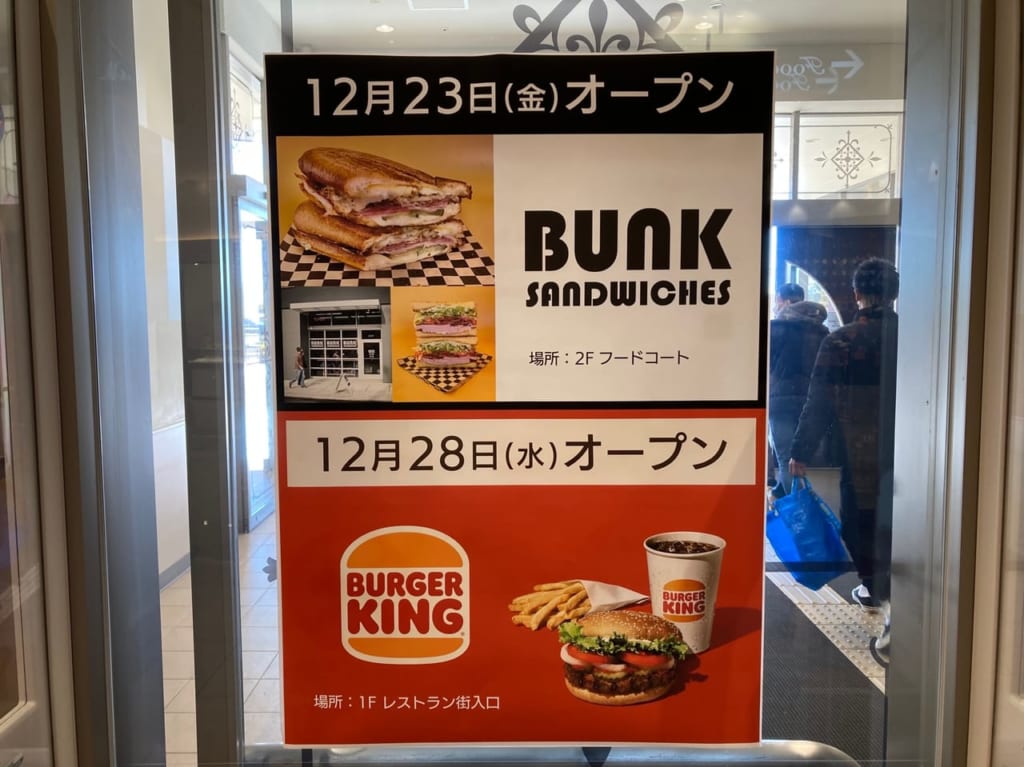 12月23日(金)オープン
BUNK
SANDWICHES
場所：2F フードコート
12月28日(水)オープン
BURGER
KING
BURGER
KING
場所：1F レストラン街入口